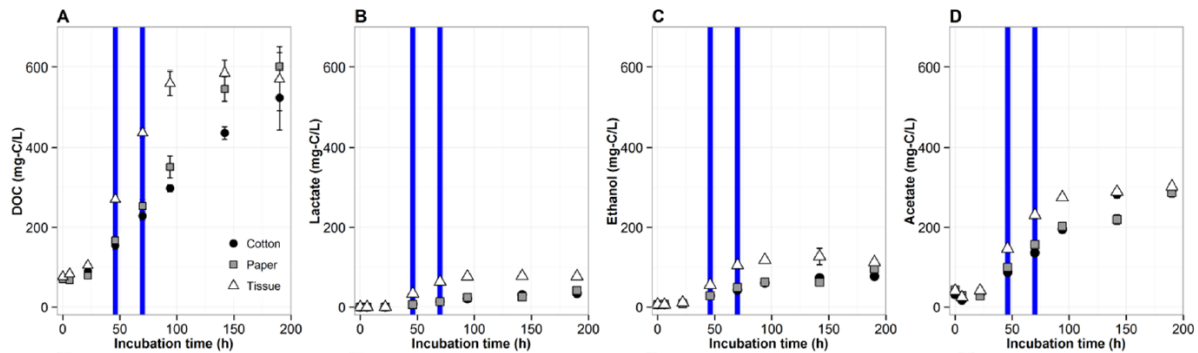 A
DOC (mg-C/L)
600
400
200
0
0 50 100 150 200
Incubation time (h)
Cotton
Paper
Tissue
B
Lactate (mg-C/L)
600
400
200
0
0 50 100 150 200
Incubation time (h)
C
Ethanol (mg-C/L)
600
400
200
0
0 50 100 150 200
Incubation time (h)
D
Acetate (mg-C/L)
600
400
200
0
0 50 100 150 200
Incubation time (h)